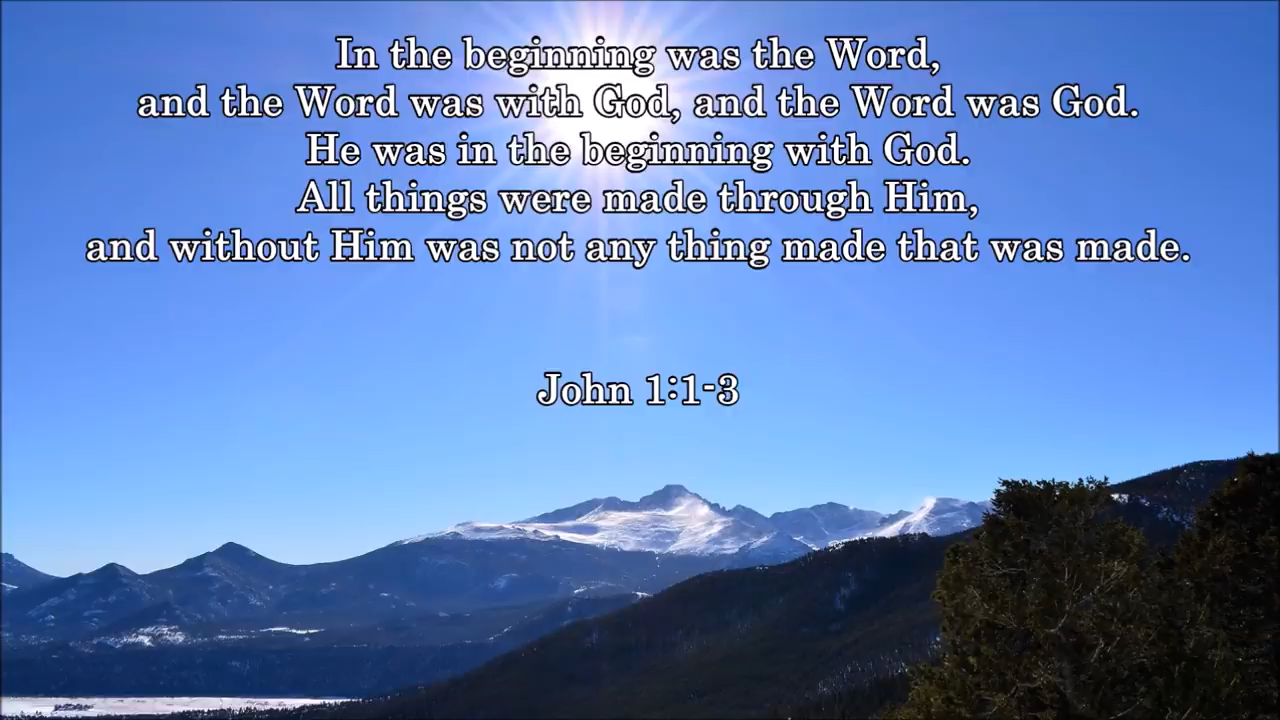 In the beginning was the Word,
and the Word was with God, and the Word was God.
He was in the beginning with God.
All things were made through Him,
and without Him was not any thing made that was made.
John 1:1-3